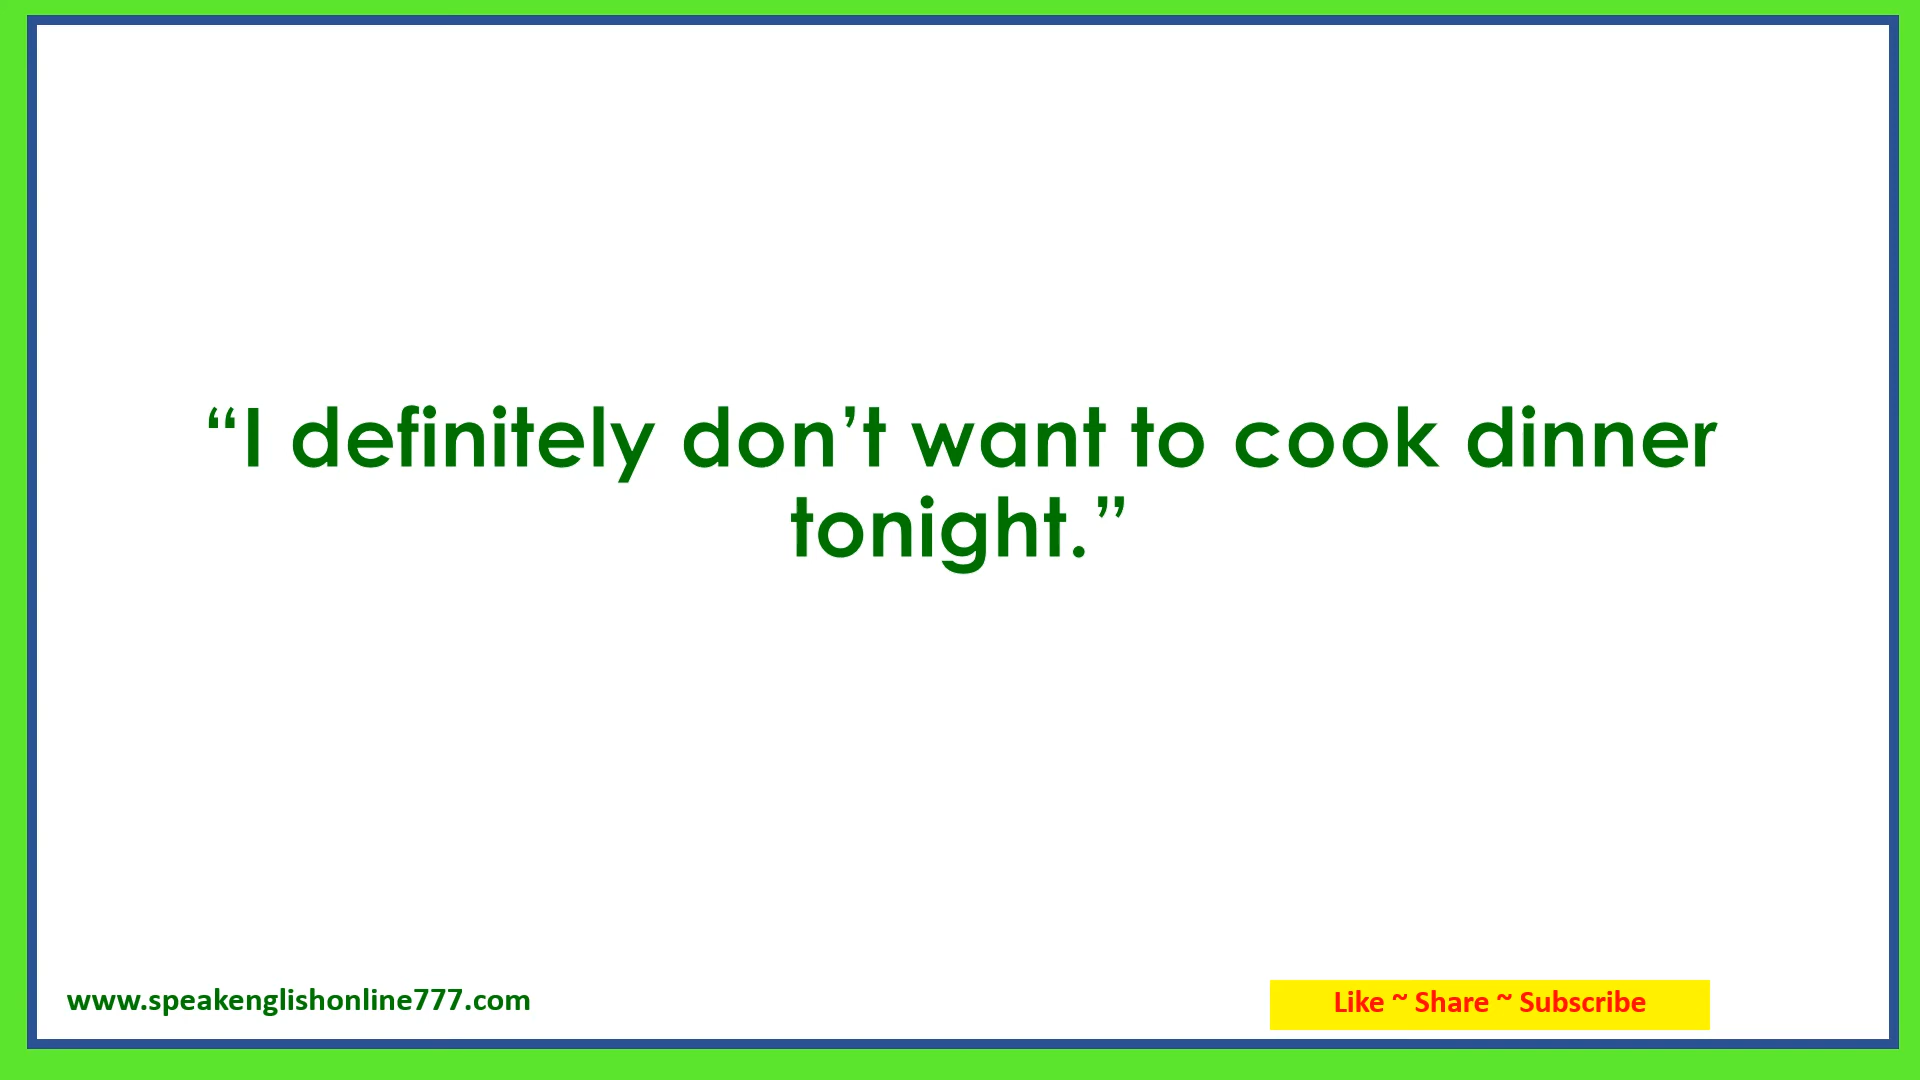 “I definitely don’t want to cook dinner
tonight.”
www.speakenglishonline777.com
Like ~ Share ~ Subscribe